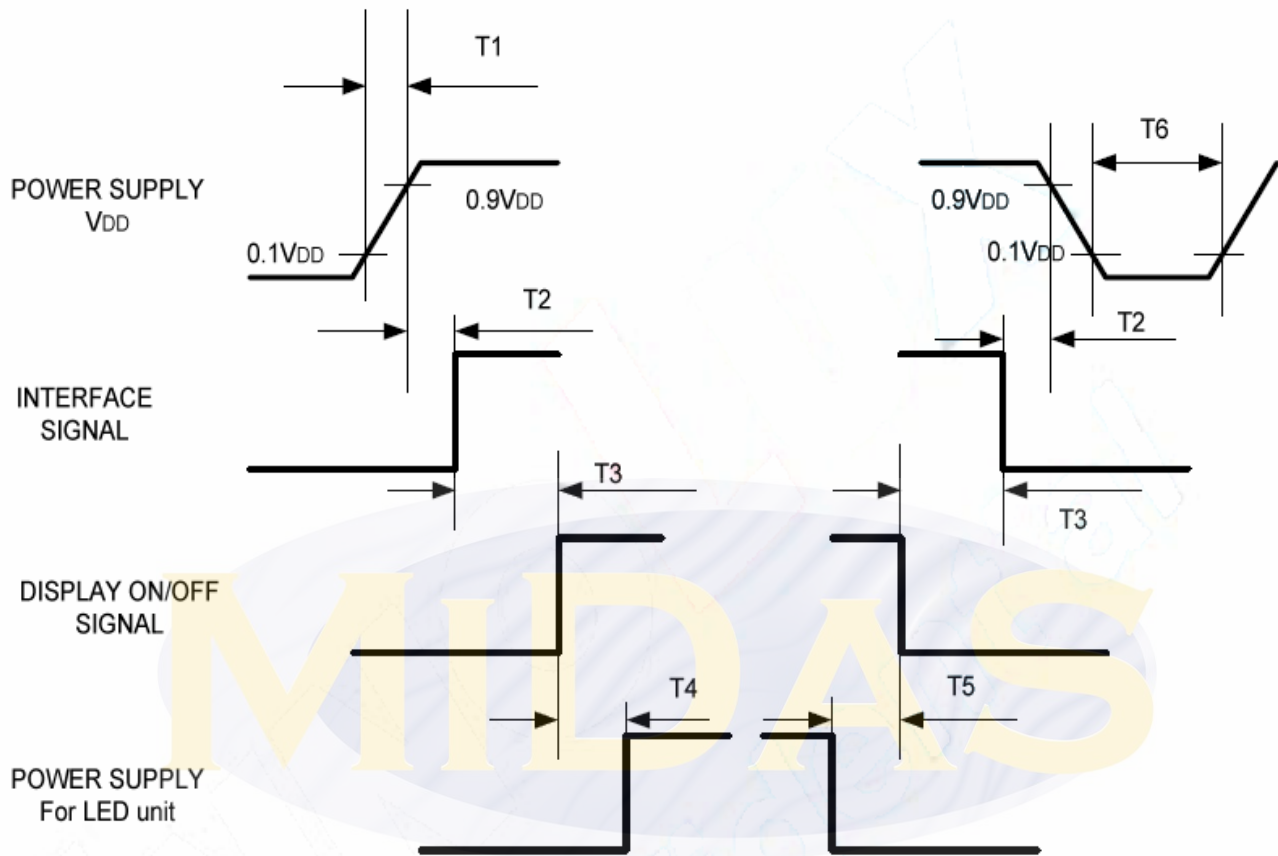 T1
T6
POWER SUPPLY
VDD
0.9VDD
0.9VDD
0.1VDD
0.1VDD
T2
T2
INTERFACE
SIGNAL
T3
T3
DISPLAY ON/OFF
SIGNAL
MIDAS
T4
T5
POWER SUPPLY
For LED unit